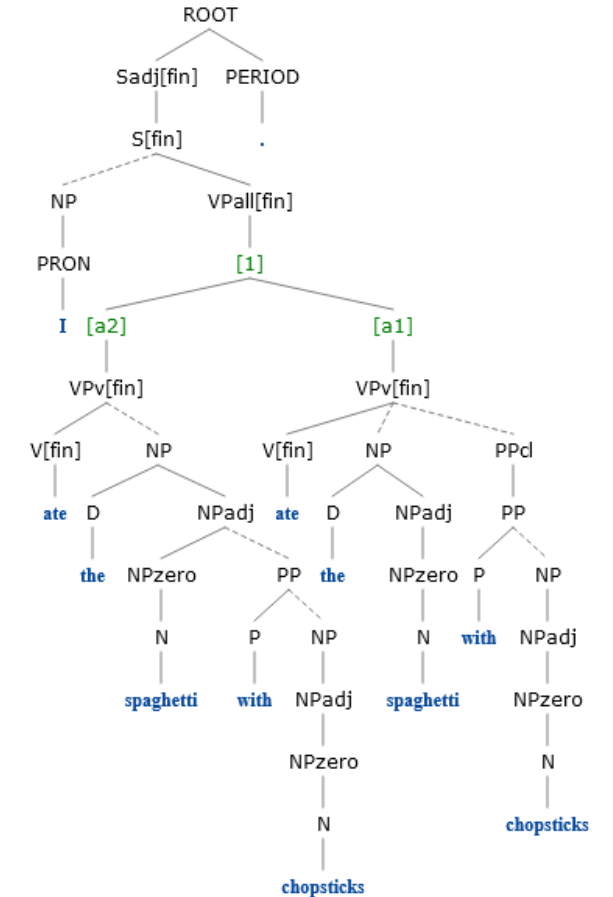 ROOT
Sadj[fin] PERIOD
S[fin] .
NP VPall[fin]
PRON [1]
I [a2] [a1]
VPv[fin] VPv[fin]
V[fin] NP V[fin] NP PPcl
ate D NPadj ate D NPadj PP
the NPzero PP the NPzero P NP
N P NP N with NPadj
spaghetti with NPadj spaghetti NPzero
NPzero N
N chopsticks
chopsticks